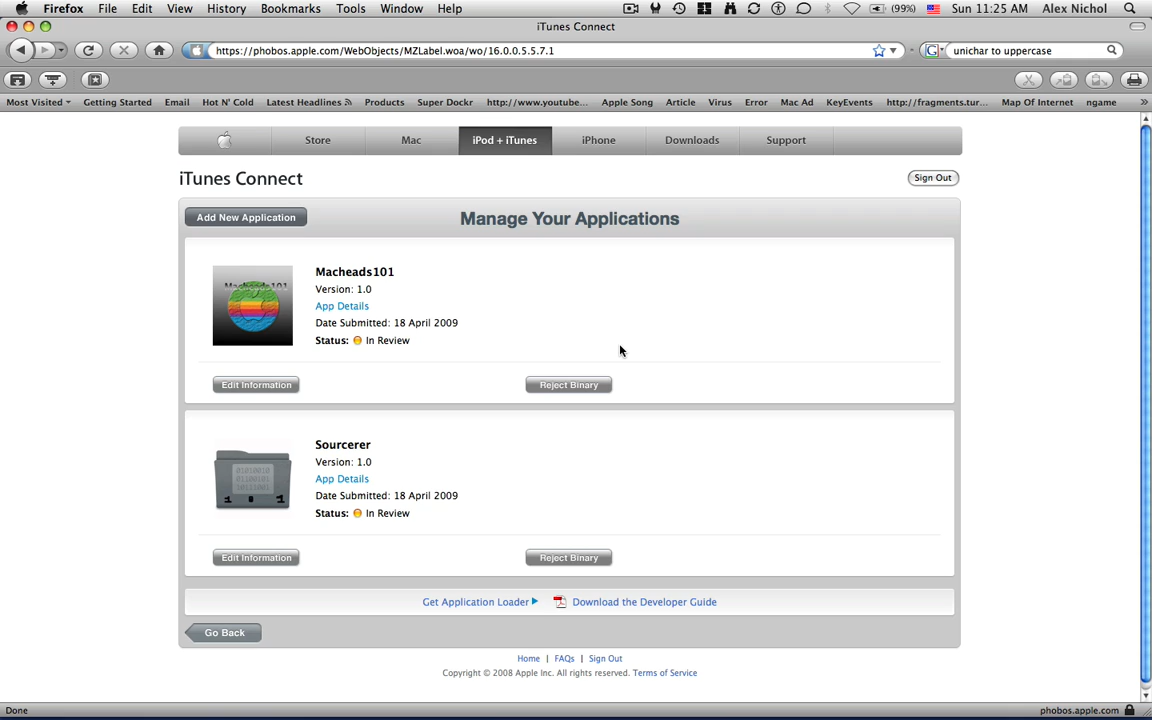 Firefox File Edit View History Bookmarks Tools Window Help (99%) Sun 11:25 AM Alex Nichol
iTunes Connect
https://phobos.apple.com/WebObjects/MZLabel.woa/wo/16.0.0.5.5.7.1 G unichar to uppercase
Most Visited Getting Started Email Hot N' Cold Latest Headlines Products Super Dockr http://www.youtube... Apple Song Article Virus Error Mac Ad KeyEvents http://fragments.tur... Map Of Internet ngame »
Store Mac iPod + iTunes iPhone Downloads Support
iTunes Connect Sign Out
Add New Application Manage Your Applications
Macheads101
Macheads101
Version: 1.0
App Details
Date Submitted: 18 April 2009
Status: In Review
Edit Information Reject Binary
Sourcerer
Version: 1.0
App Details
Date Submitted: 18 April 2009
1 0 1
Status: In Review
Edit Information Reject Binary
Get Application Loader Download the Developer Guide
Go Back
Home | FAQs | Sign Out
Copyright © 2008 Apple Inc. All rights reserved. Terms of Service
Done phobos.apple.com